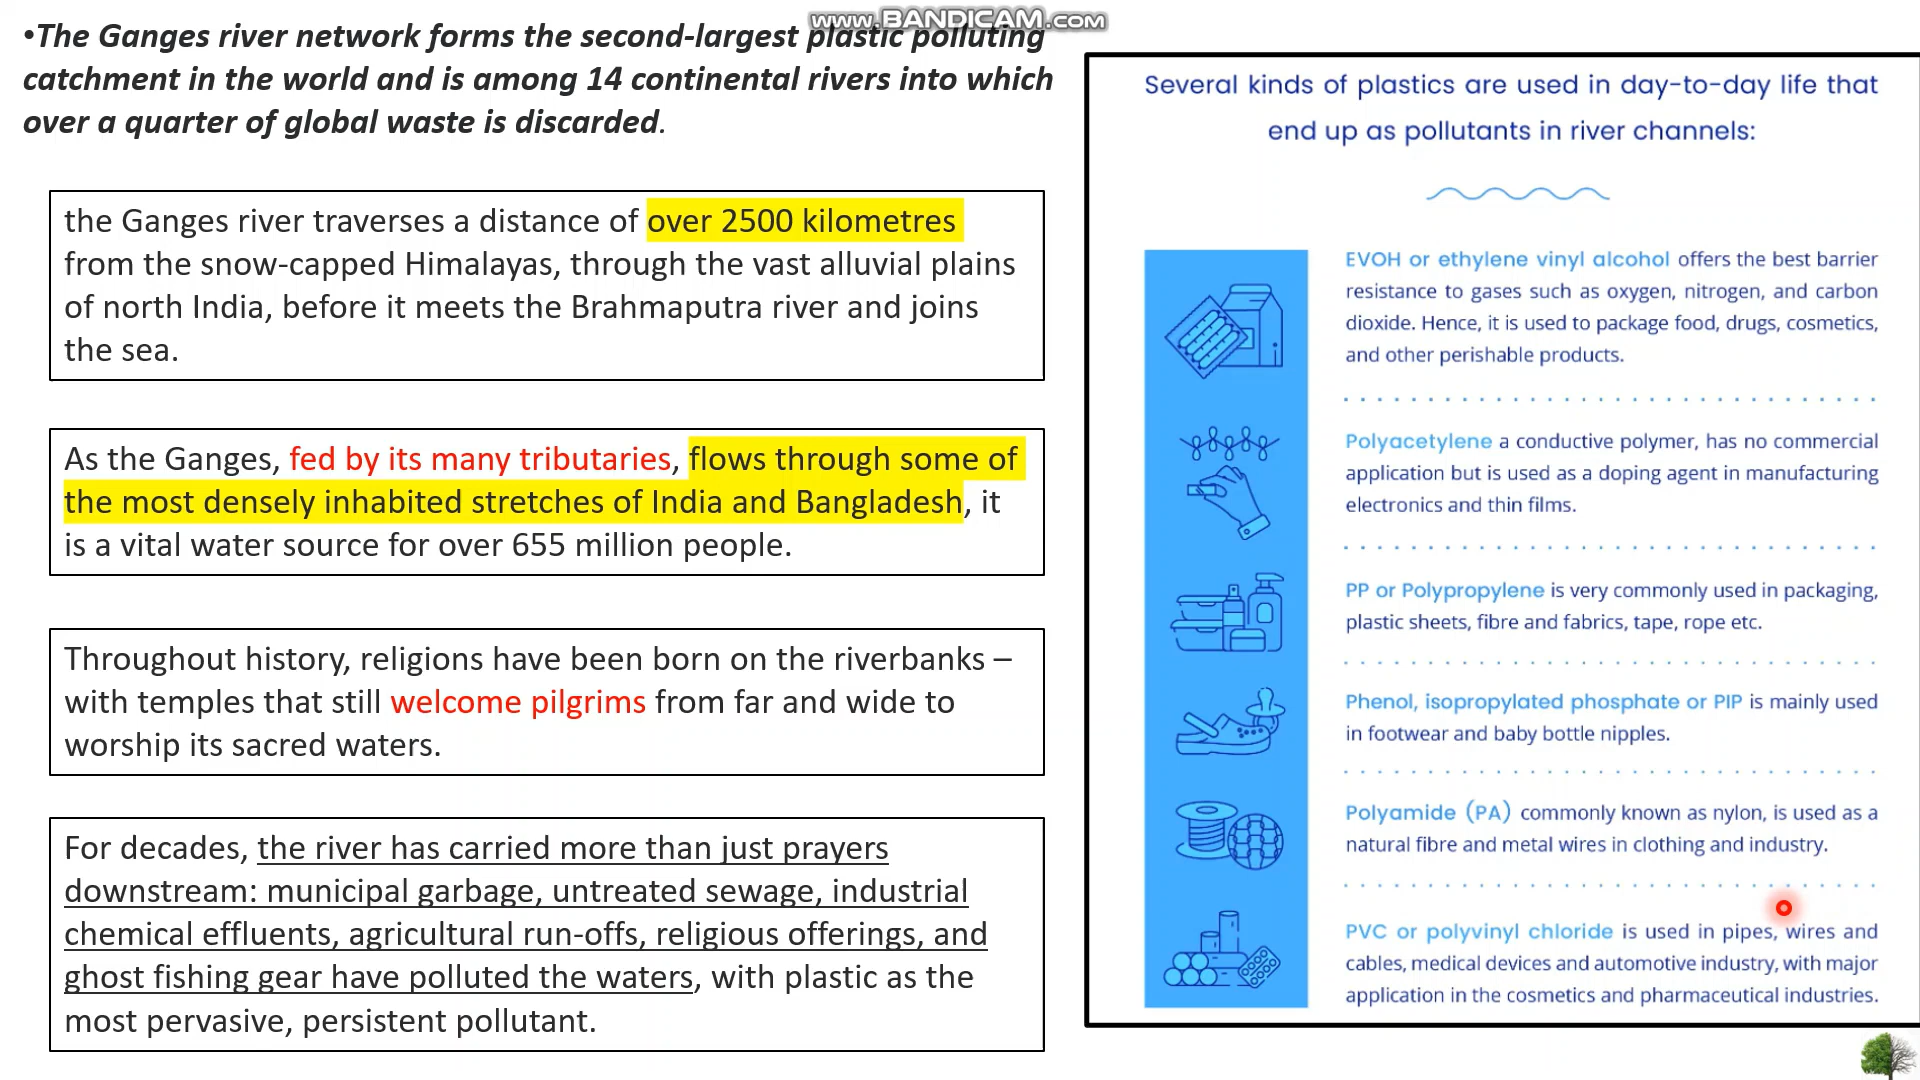 www.BANDICAM.com
•The Ganges river network forms the second-largest plastic polluting
catchment in the world and is among 14 continental rivers into which
over a quarter of global waste is discarded.
the Ganges river traverses a distance of over 2500 kilometres
from the snow-capped Himalayas, through the vast alluvial plains
of north India, before it meets the Brahmaputra river and joins
the sea.
As the Ganges, fed by its many tributaries, flows through some of
the most densely inhabited stretches of India and Bangladesh, it
is a vital water source for over 655 million people.
Throughout history, religions have been born on the riverbanks –
with temples that still welcome pilgrims from far and wide to
worship its sacred waters.
For decades, the river has carried more than just prayers
downstream: municipal garbage, untreated sewage, industrial
chemical effluents, agricultural run-offs, religious offerings, and
ghost fishing gear have polluted the waters, with plastic as the
most pervasive, persistent pollutant.
Several kinds of plastics are used in day-to-day life that
end up as pollutants in river channels:
EVOH or ethylene vinyl alcohol offers the best barrier
resistance to gases such as oxygen, nitrogen, and carbon
dioxide. Hence, it is used to package food, drugs, cosmetics,
and other perishable products.
Polyacetylene a conductive polymer, has no commercial
application but is used as a doping agent in manufacturing
electronics and thin films.
PP or Polypropylene is very commonly used in packaging,
plastic sheets, fibre and fabrics, tape, rope etc.
Phenol, isopropylated phosphate or PIP is mainly used
in footwear and baby bottle nipples.
Polyamide (PA) commonly known as nylon, is used as a
natural fibre and metal wires in clothing and industry.
PVC or polyvinyl chloride is used in pipes, wires and
cables, medical devices and automotive industry, with major
application in the cosmetics and pharmaceutical industries.